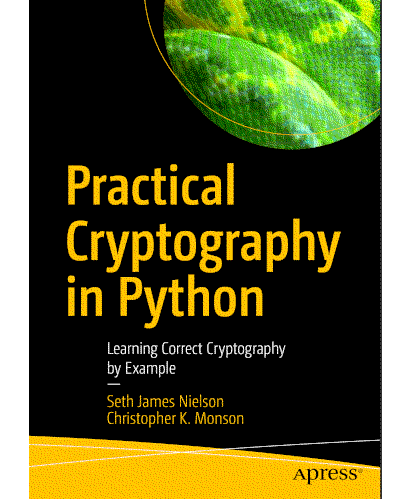 Practical
Cryptography
in Python
Learning Correct Cryptography
by Example
Seth James Nielson
Christopher K. Monson
Apress®